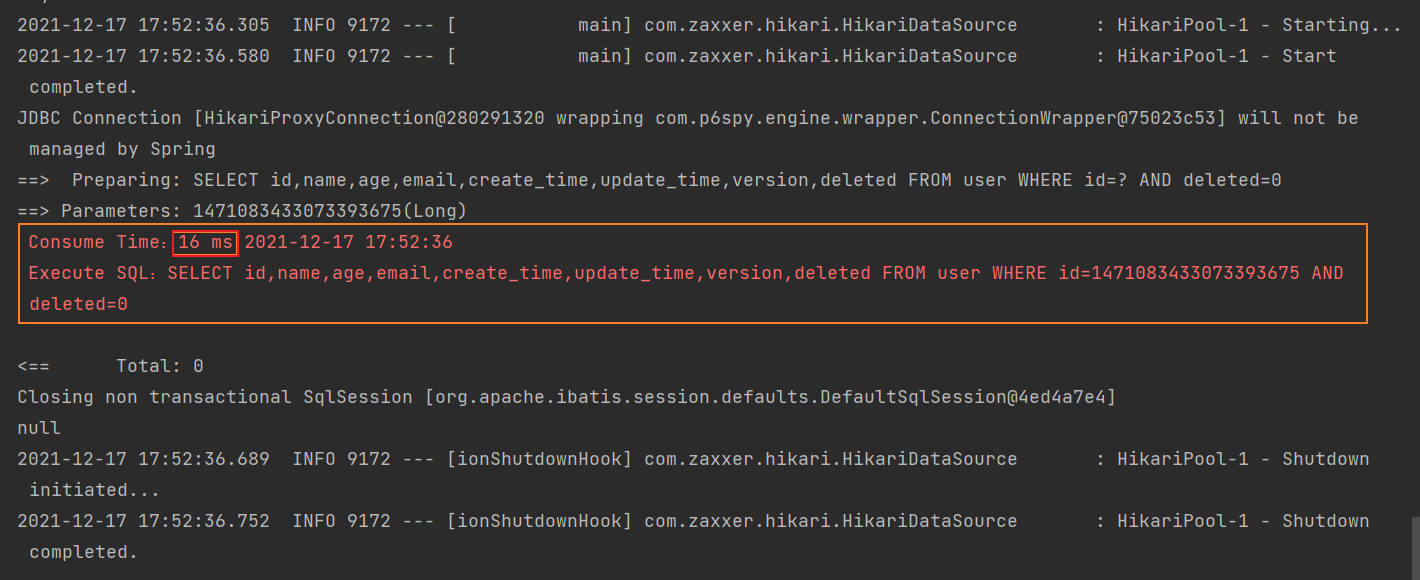 2021-12-17 17:52:36.305  INFO 9172 --- [           main] com.zaxxer.hikari.HikariDataSource       : HikariPool-1 - Starting...
2021-12-17 17:52:36.580  INFO 9172 --- [           main] com.zaxxer.hikari.HikariDataSource       : HikariPool-1 - Start
completed.
JDBC Connection [HikariProxyConnection@280291320 wrapping com.p6spy.engine.wrapper.ConnectionWrapper@75023c53] will not be
managed by Spring
==>  Preparing: SELECT id,name,age,email,create_time,update_time,version,deleted FROM user WHERE id=? AND deleted=0
==> Parameters: 1471083433073393675(Long)
Consume Time：16 ms 2021-12-17 17:52:36
Execute SQL：SELECT id,name,age,email,create_time,update_time,version,deleted FROM user WHERE id=1471083433073393675 AND
deleted=0
<==      Total: 0
Closing non transactional SqlSession [org.apache.ibatis.session.defaults.DefaultSqlSession@4ed4a7e4]
null
2021-12-17 17:52:36.689  INFO 9172 --- [ionShutdownHook] com.zaxxer.hikari.HikariDataSource       : HikariPool-1 - Shutdown
initiated...
2021-12-17 17:52:36.752  INFO 9172 --- [ionShutdownHook] com.zaxxer.hikari.HikariDataSource       : HikariPool-1 - Shutdown
completed.